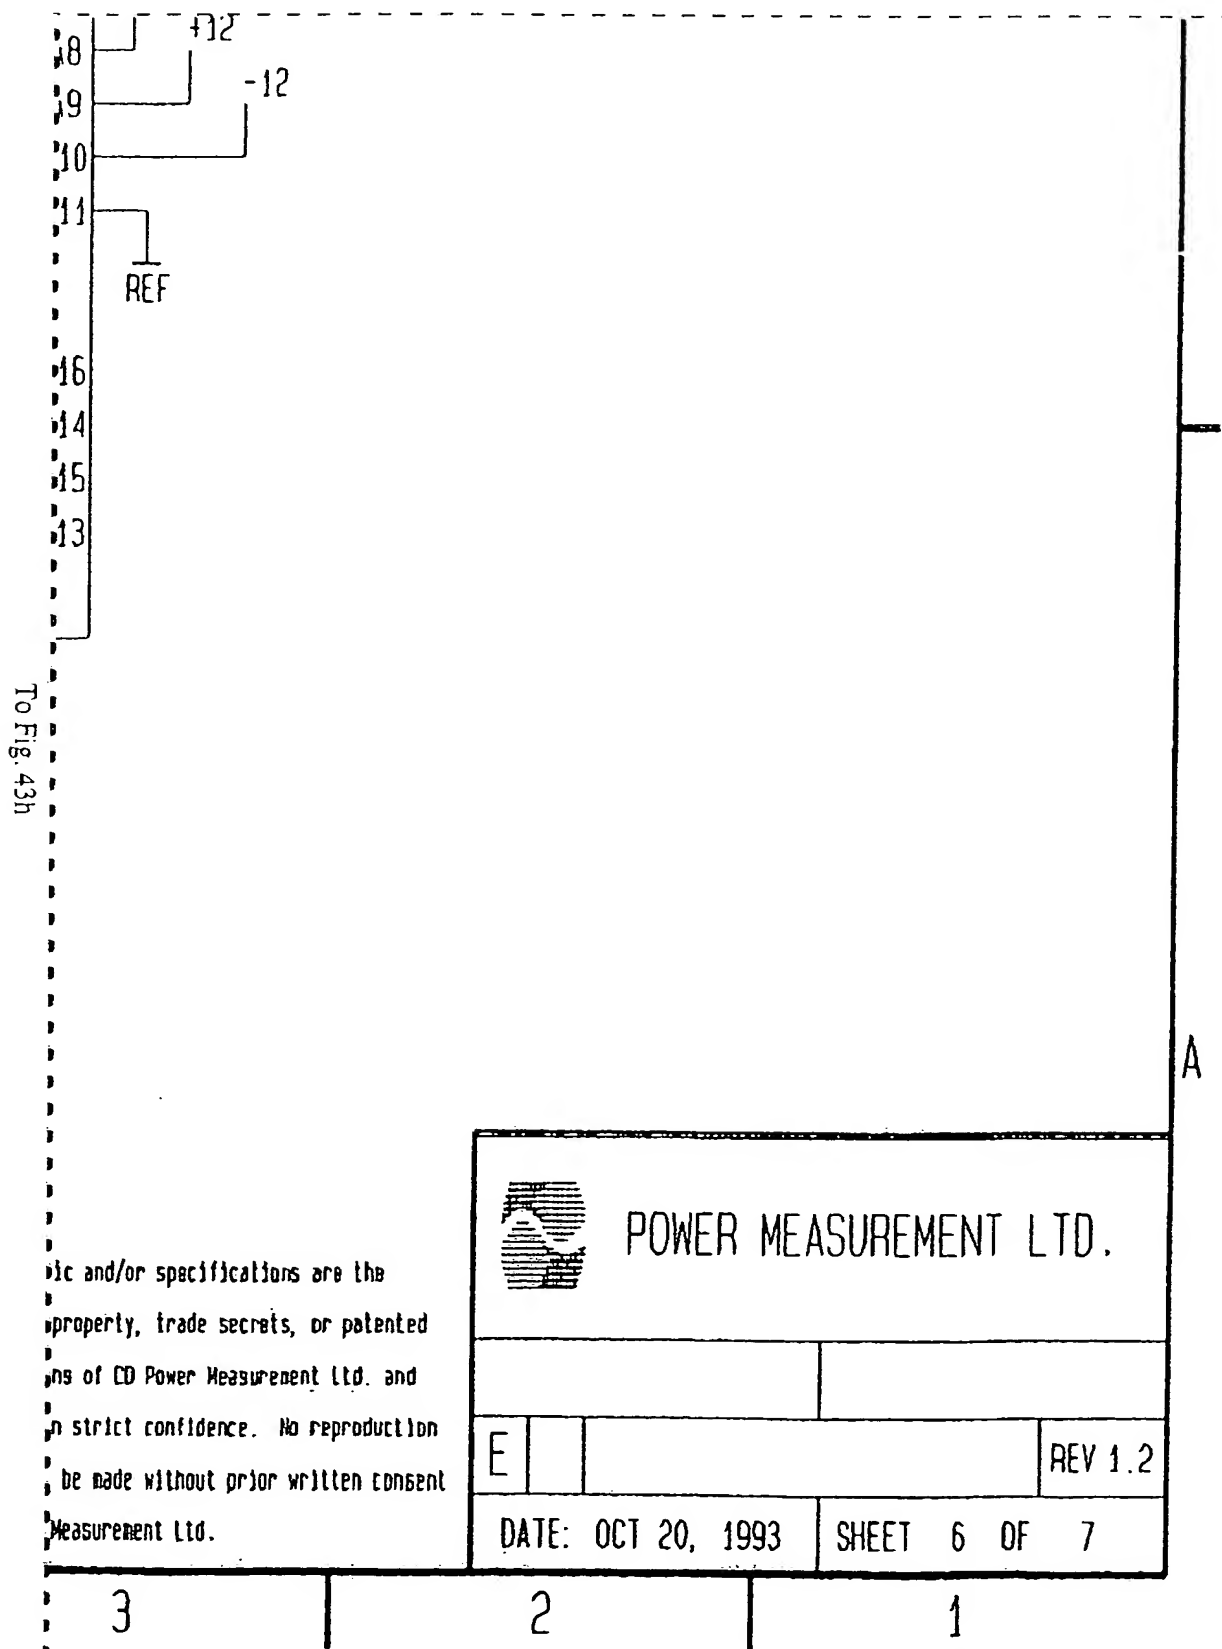 +12
18
-12
19
10
11
REF
16
14
15
13
To Fig. 43h
A
POWER MEASUREMENT LTD.
ic and/or specifications are the
property, trade secrets, or patented
ns of CD Power Measurement Ltd. and
n strict confidence. No reproduction
be made without prior written consent
Measurement Ltd.
E
REV 1.2
DATE: OCT 20, 1993
SHEET 6 OF 7
3
2
1